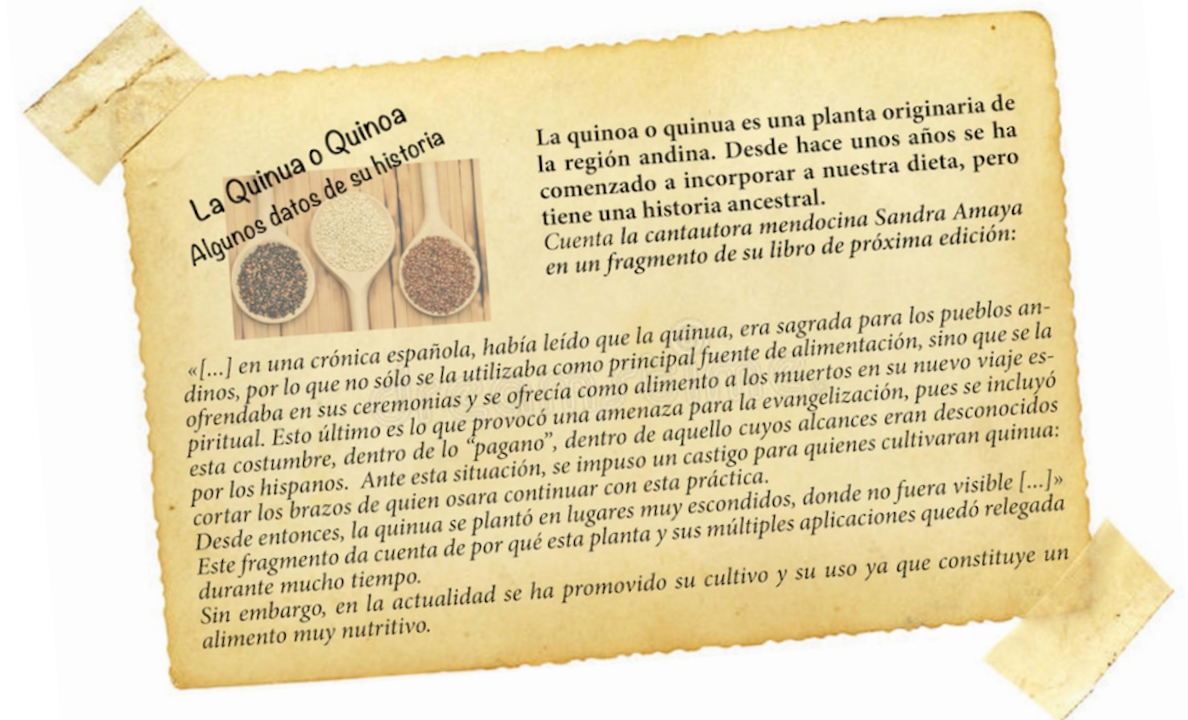 La Quinua o Quinoa
Algunos datos de su historia
La quinoa o quinua es una planta originaria de
la región andina. Desde hace unos años se ha
comenzado a incorporar a nuestra dieta, pero
tiene una historia ancestral.
Cuenta la cantautora mendocina Sandra Amaya
en un fragmento de su libro de próxima edición:
«[...] en una crónica española, había leído que la quinua, era sagrada para los pueblos an-
dinos, por lo que no sólo se la utilizaba como principal fuente de alimentación, sino que se la
ofrendaba en sus ceremonias y se ofrecía como alimento a los muertos en su nuevo viaje es-
piritual. Esto último es lo que provocó una amenaza para la evangelización, pues se incluyó
esta costumbre, dentro de lo “pagano”, dentro de aquello cuyos alcances eran desconocidos
por los hispanos. Ante esta situación, se impuso un castigo para quienes cultivaran quinua:
cortar los brazos de quien osara continuar con esta práctica.
Desde entonces, la quinua se plantó en lugares muy escondidos, donde no fuera visible [...]»
Este fragmento da cuenta de por qué esta planta y sus múltiples aplicaciones quedó relegada
durante mucho tiempo.
Sin embargo, en la actualidad se ha promovido su cultivo y su uso ya que constituye un
alimento muy nutritivo.